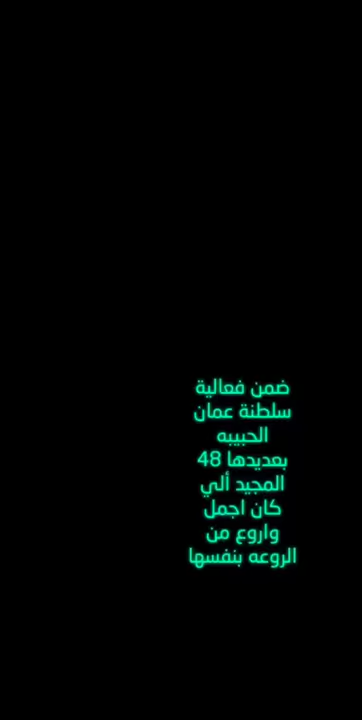 ضمن فعالية
سلطنة عمان
الحبيبه
بعديدها 48
المجيد ألي
كان اجمل
واروع من
الروعه بنفسها